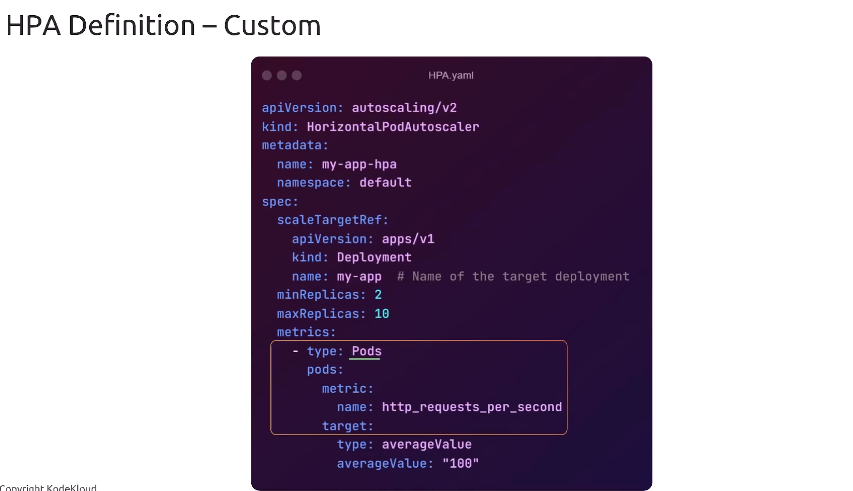 HPA Definition – Custom
HPA.yaml
apiVersion: autoscaling/v2
kind: HorizontalPodAutoscaler
metadata:
  name: my-app-hpa
  namespace: default
spec:
  scaleTargetRef:
    apiVersion: apps/v1
    kind: Deployment
    name: my-app  # Name of the target deployment
  minReplicas: 2
  maxReplicas: 10
  metrics:
    - type: Pods
      pods:
        metric:
          name: http_requests_per_second
        target:
          type: averageValue
          averageValue: "100"
Copyright KodeKloud